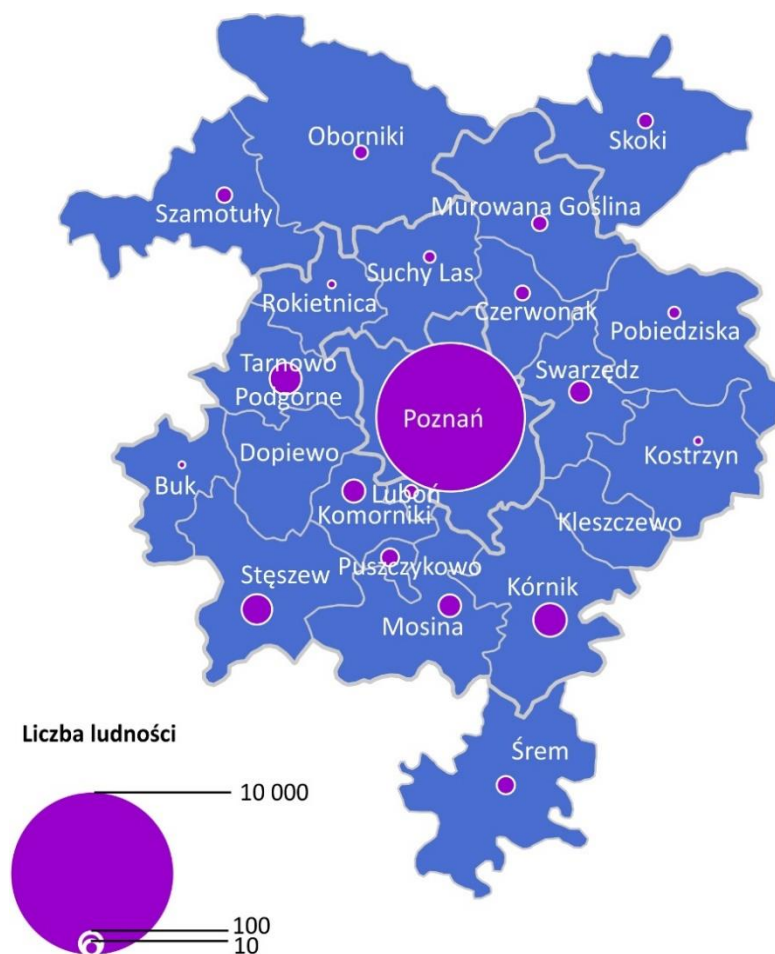 Oborniki
Skoki
Szamotuły
Murowana Goślina
Suchy Las
Rokietnica
Czerwonak
Pobiedziska
Tarnowo
Podgórne
Swarzędz
Poznań
Dopiewo
Kostrzyn
Buk
Luboń
Komorniki
Kleszczewo
Puszczykowo
Stęszew
Kórnik
Mosina
Śrem
Liczba ludności
10 000
100
10